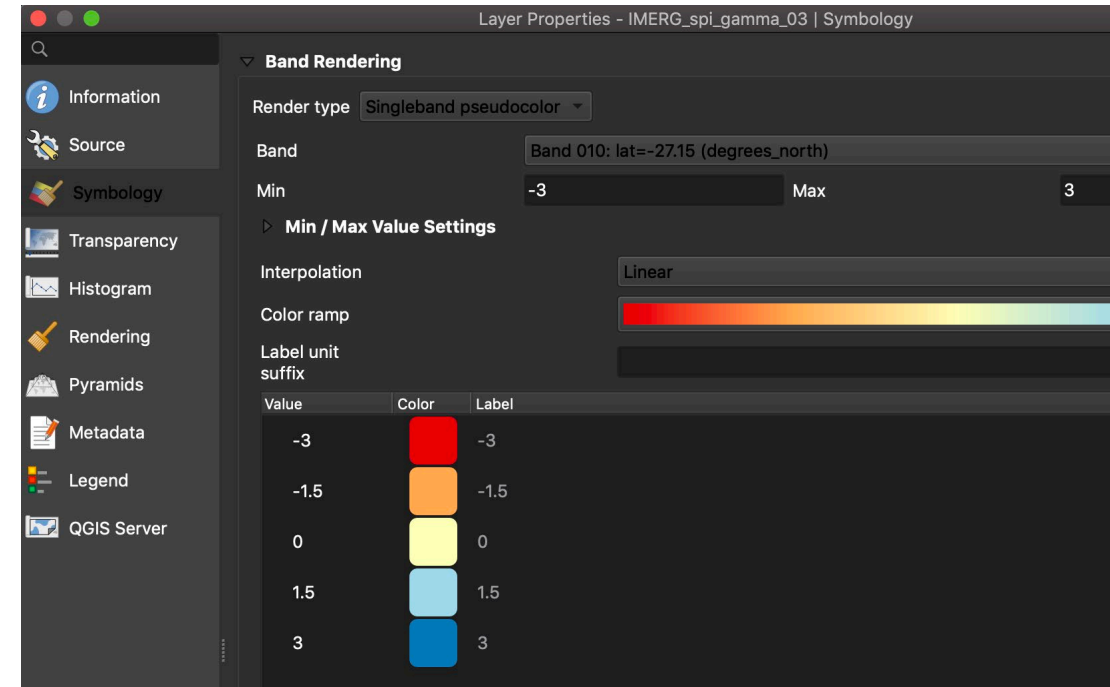 Layer Properties - IMERG_spi_gamma_03 | Symbology
Information
Source
Symbology
Transparency
Histogram
Rendering
Pyramids
Metadata
Legend
QGIS Server
Band Rendering
Render type Singleband pseudocolor
Band Band 010: lat=-27.15 (degrees_north)
Min -3 Max 3
Min / Max Value Settings
Interpolation Linear
Color ramp
Label unit
suffix
Value Color Label
-3 -3
-1.5 -1.5
0 0
1.5 1.5
3 3